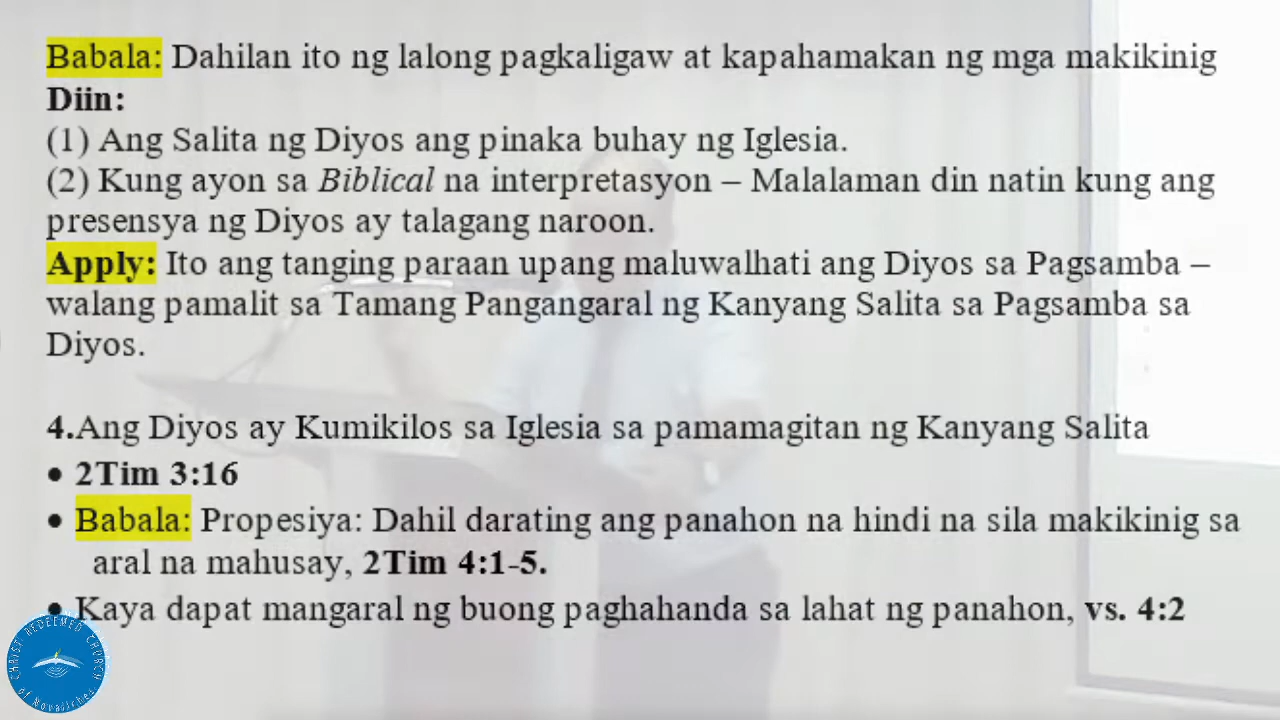 Babala: Dahilan ito ng lalong pagkaligaw at kapahamakan ng mga makikinig
Diin:
(1) Ang Salita ng Diyos ang pinaka buhay ng Iglesia.
(2) Kung ayon sa Biblical na interpretasyon – Malalaman din natin kung ang
presensya ng Diyos ay talagang naroon.
Apply: Ito ang tanging paraan upang maluwalhati ang Diyos sa Pagsamba –
walang pamalit sa Tamang Pangangaral ng Kanyang Salita sa Pagsamba sa
Diyos.
4.Ang Diyos ay Kumikilos sa Iglesia sa pamamagitan ng Kanyang Salita
• 2Tim 3:16
• Babala: Propesiya: Dahil darating ang panahon na hindi na sila makikinig sa
aral na mahusay, 2Tim 4:1-5.
• Kaya dapat mangaral ng buong paghahanda sa lahat ng panahon, vs. 4:2
CHRIST REDEEMED CHURCH
of Novaliches